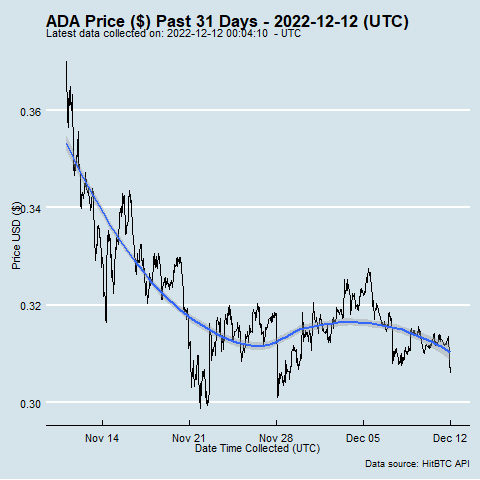 ADA Price ($) Past 31 Days - 2022-12-12 (UTC)
Latest data collected on: 2022-12-12 00:04:10 - UTC
0.36
0.34
0.32
0.30
Price USD ($)
Nov 14
Nov 21
Nov 28
Dec 05
Dec 12
Date Time Collected (UTC)
Data source: HitBTC API